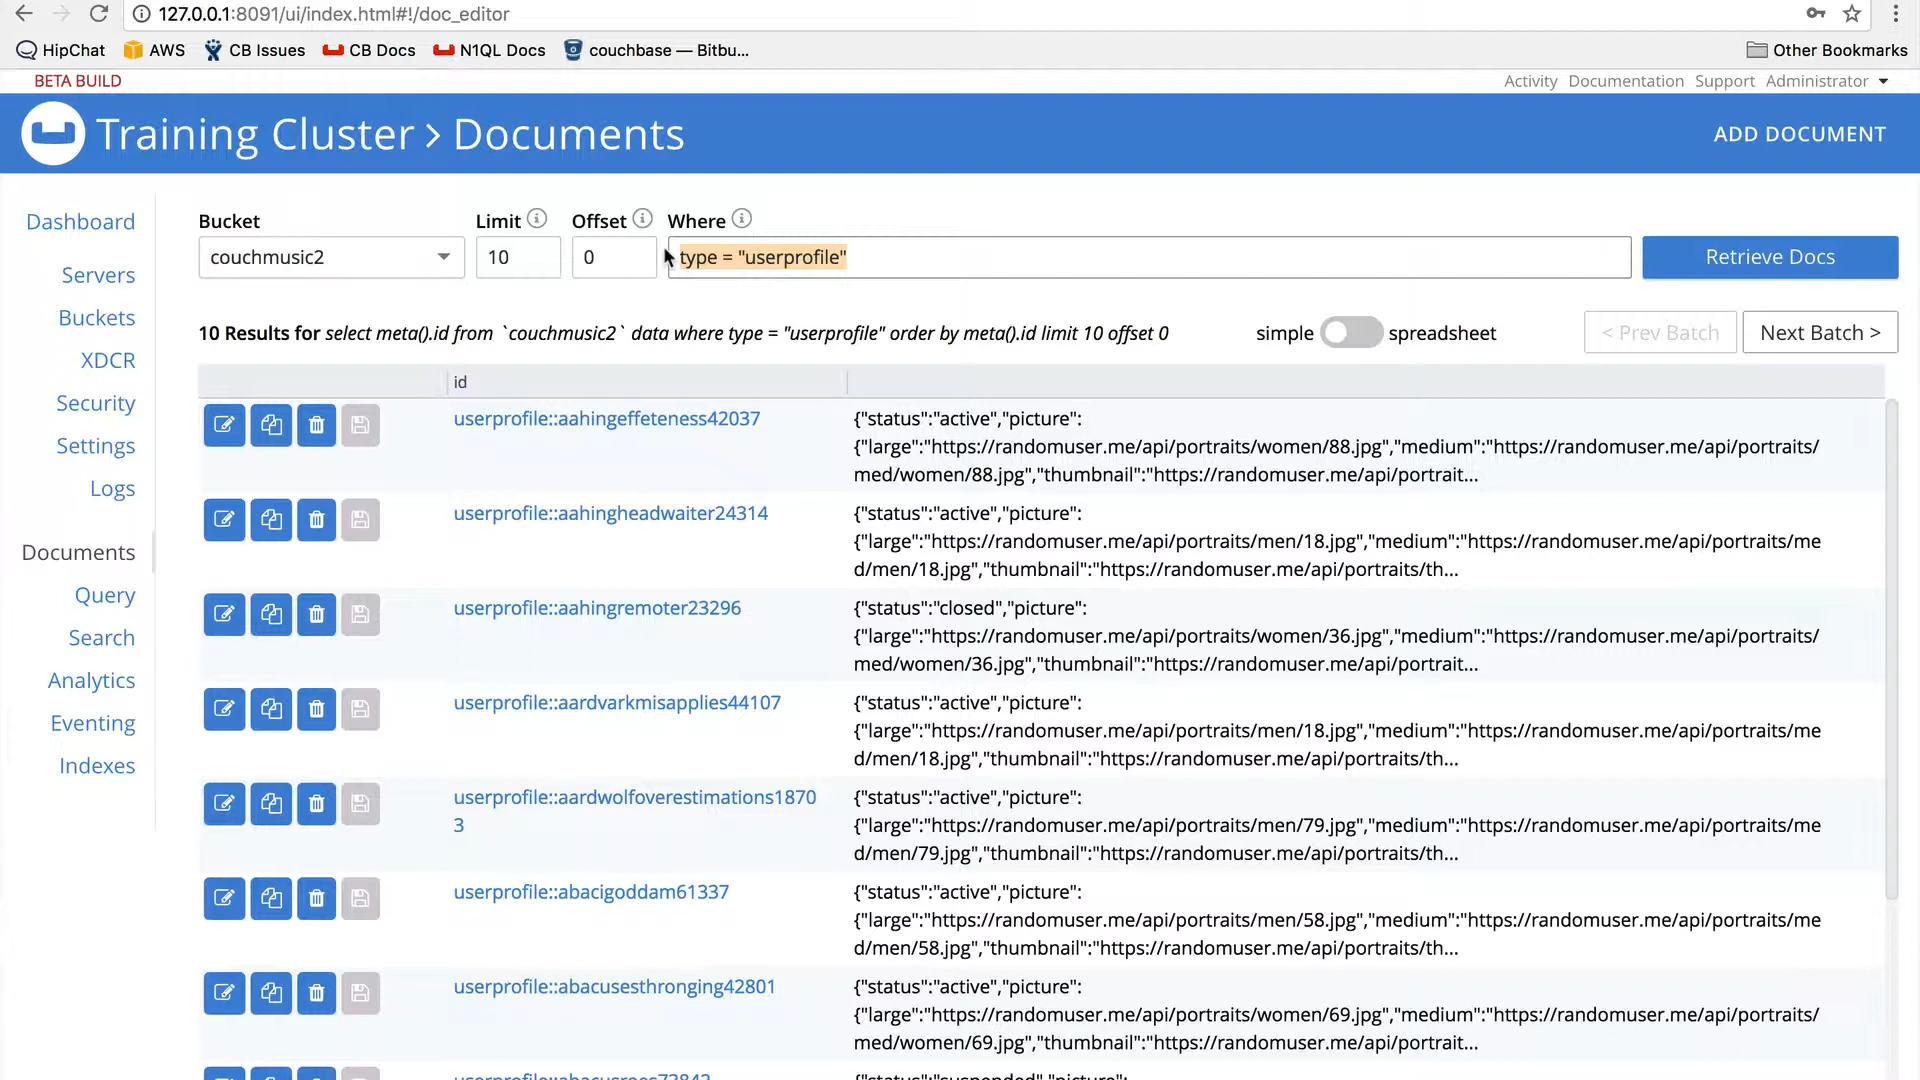 127.0.0.1:8091/ui/index.html#!/doc_editor
HipChat AWS CB Issues CB Docs N1QL Docs couchbase — Bitbu... Other Bookmarks
BETA BUILD Activity Documentation Support Administrator
Training Cluster > Documents ADD DOCUMENT
Dashboard
Servers
Buckets
XDCR
Security
Settings
Logs
Documents
Query
Search
Analytics
Eventing
Indexes
Bucket Limit Offset Where
couchmusic2 10 0 type = "userprofile" Retrieve Docs
10 Results for select meta().id from `couchmusic2` data where type = "userprofile" order by meta().id limit 10 offset 0 simple spreadsheet < Prev Batch Next Batch >
id
userprofile::aahingeffeteness42037 {"status":"active","picture":
{"large":"https://randomuser.me/api/portraits/women/88.jpg","medium":"https://randomuser.me/api/portraits/
med/women/88.jpg","thumbnail":"https://randomuser.me/api/portrait...
userprofile::aahingheadwaiter24314 {"status":"active","picture":
{"large":"https://randomuser.me/api/portraits/men/18.jpg","medium":"https://randomuser.me/api/portraits/me
d/men/18.jpg","thumbnail":"https://randomuser.me/api/portraits/th...
userprofile::aahingremoter23296 {"status":"closed","picture":
{"large":"https://randomuser.me/api/portraits/women/36.jpg","medium":"https://randomuser.me/api/portraits/
med/women/36.jpg","thumbnail":"https://randomuser.me/api/portrait...
userprofile::aardvarkmisapplies44107 {"status":"active","picture":
{"large":"https://randomuser.me/api/portraits/men/18.jpg","medium":"https://randomuser.me/api/portraits/me
d/men/18.jpg","thumbnail":"https://randomuser.me/api/portraits/th...
userprofile::aardwolfoverestimations1870 {"status":"active","picture":
3 {"large":"https://randomuser.me/api/portraits/men/79.jpg","medium":"https://randomuser.me/api/portraits/me
d/men/79.jpg","thumbnail":"https://randomuser.me/api/portraits/th...
userprofile::abacigoddam61337 {"status":"active","picture":
{"large":"https://randomuser.me/api/portraits/men/58.jpg","medium":"https://randomuser.me/api/portraits/me
d/men/58.jpg","thumbnail":"https://randomuser.me/api/portraits/th...
userprofile::abacusesthronging42801 {"status":"active","picture":
{"large":"https://randomuser.me/api/portraits/women/69.jpg","medium":"https://randomuser.me/api/portraits/
med/women/69.jpg","thumbnail":"https://randomuser.me/api/portrait...
{"status":"suspended","picture":